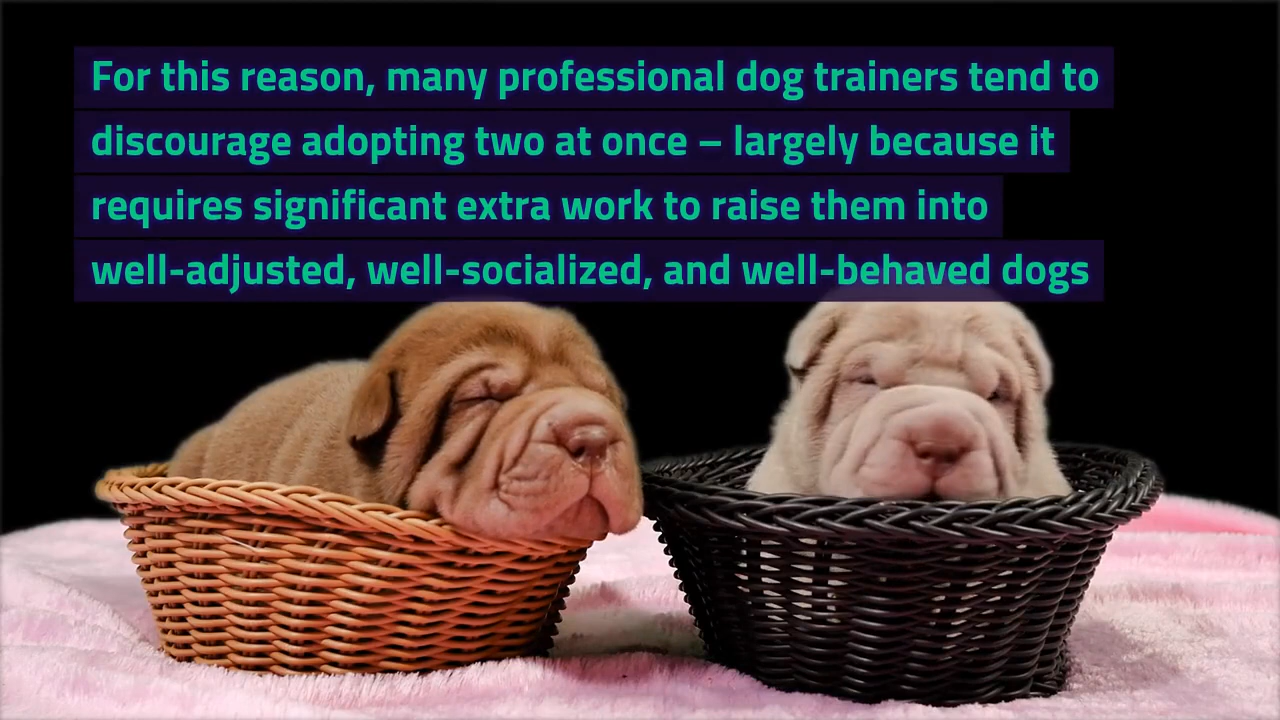 For this reason, many professional dog trainers tend to
discourage adopting two at once – largely because it
requires significant extra work to raise them into
well-adjusted, well-socialized, and well-behaved dogs